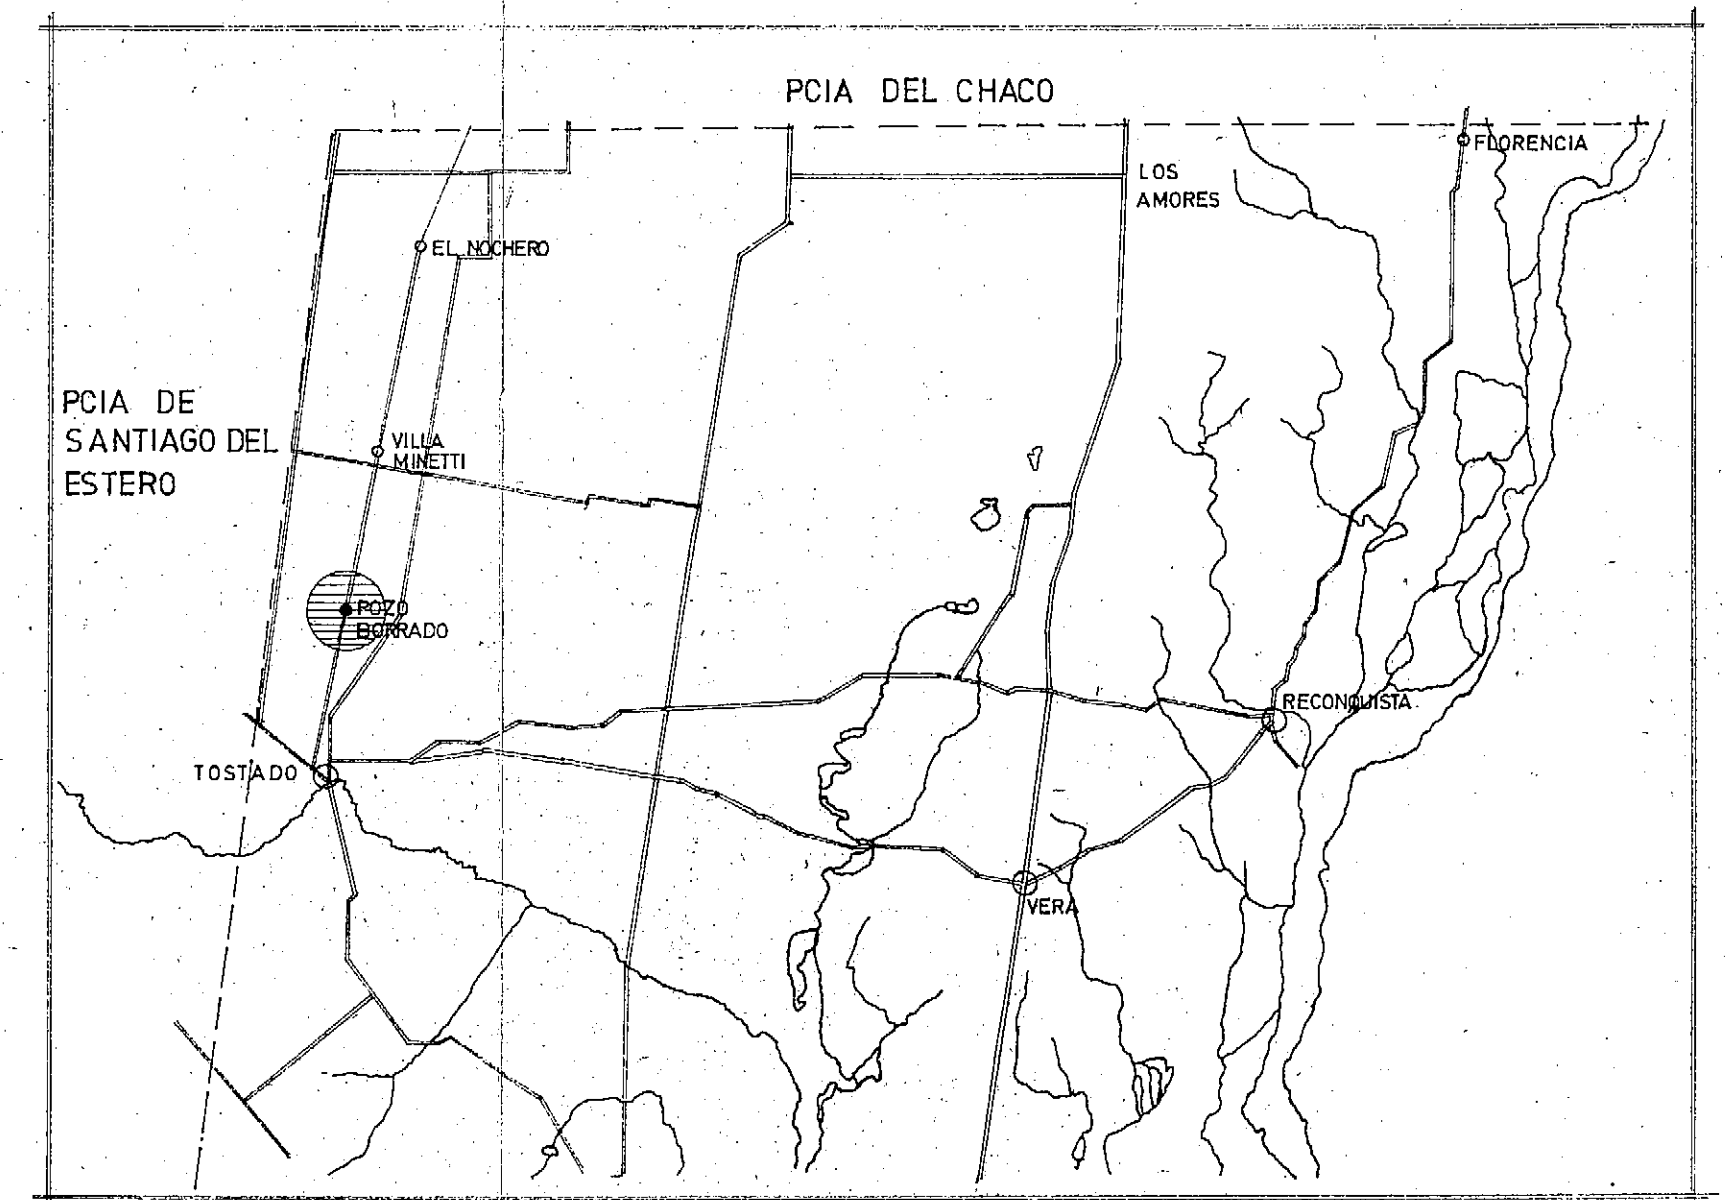 PCIA DEL CHACO
FLORENCIA
LOS
AMORES
EL NOCHERO
PCIA DE
SANTIAGO DEL
ESTERO
VILLA
MINETTI
POZO
BORRADO
RECONQUISTA
TOSTADO
VERA